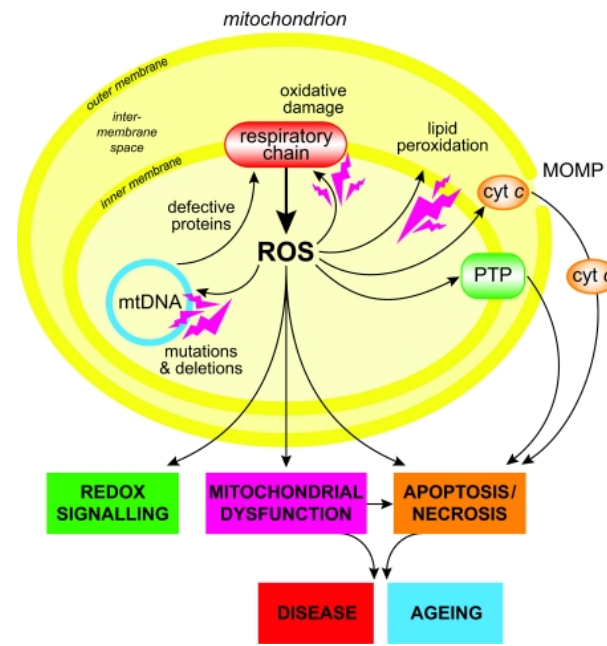 mitochondrion
outer membrane
inter-
membrane
space
inner membrane
oxidative
damage
respiratory
chain
lipid
peroxidation
MOMP
cyt c
defective
proteins
ROS
mtDNA
PTP
cyt c
mutations
& deletions
REDOX
SIGNALLING
MITOCHONDRIAL
DYSFUNCTION
APOPTOSIS/
NECROSIS
DISEASE
AGEING